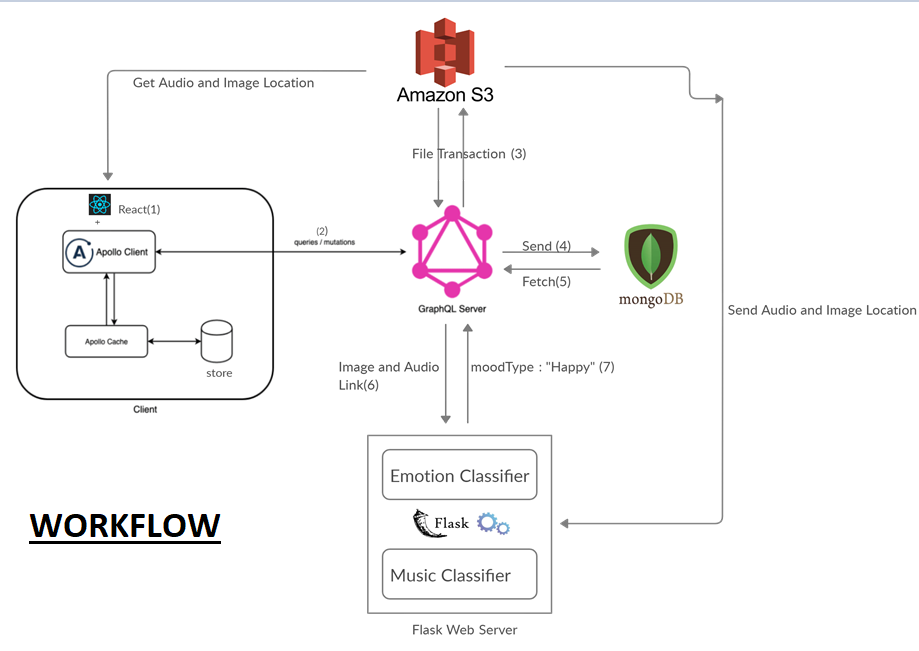 Amazon S3
Get Audio and Image Location
File Transaction (3)
React(1)
+
A
Apollo Client
(2)
queries / mutations
Send (4)
Fetch(5)
mongoDB
GraphQL Server
Send Audio and Image Location
Apollo Cache
store
Client
Image and Audio
Link(6)
moodType : "Happy" (7)
Emotion Classifier
Flask
Music Classifier
Flask Web Server
WORKFLOW